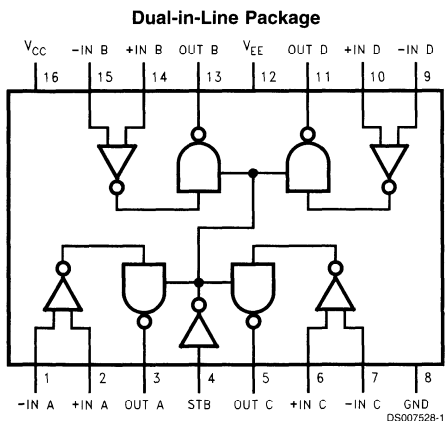 Dual-in-Line Package
VCC -IN B +IN B OUT B VEE OUT D +IN D -IN D
16 15 14 13 12 11 10 9
1 2 3 4 5 6 7 8
-IN A +IN A OUT A STB OUT C +IN C -IN C GND
DS007528-1